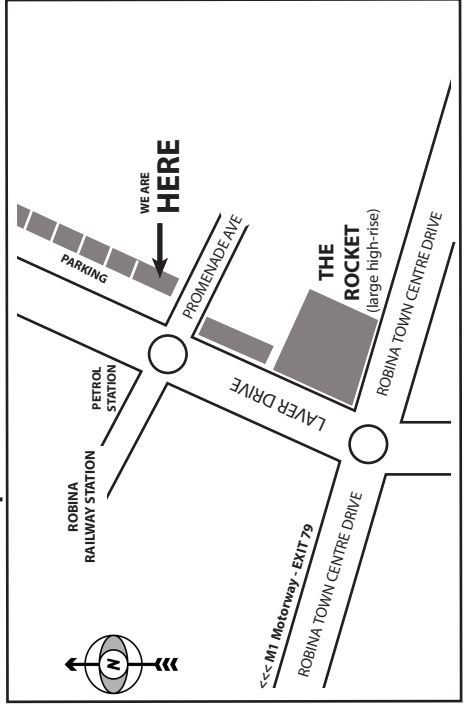 WE ARE
HERE
PARKING
PROMENADE AVE
THE
ROCKET
(large high-rise)
PETROL
STATION
LAVER DRIVE
ROBINA TOWN CENTRE DRIVE
ROBINA
RAILWAY STATION
<<< M1 Motorway - EXIT 79
ROBINA TOWN CENTRE DRIVE
N